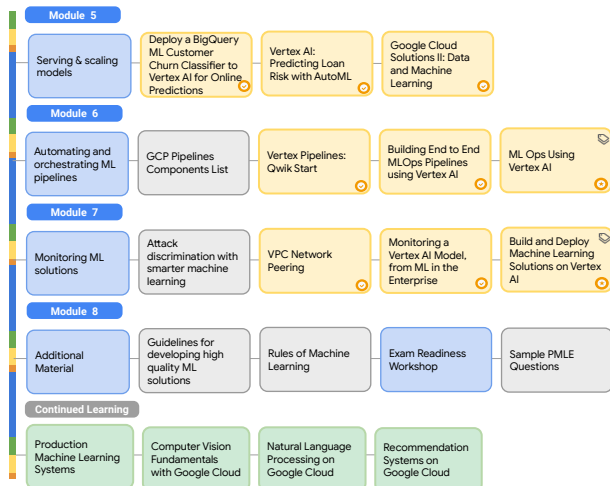 Module 5
Serving & scaling
models
Deploy a BigQuery
ML Customer
Churn Classifier to
Vertex AI for Online
Predictions
Vertex AI:
Predicting Loan
Risk with AutoML
Google Cloud
Solutions II: Data
and Machine
Learning
Module 6
Automating and
orchestrating ML
pipelines
GCP Pipelines
Components List
Vertex Pipelines:
Qwik Start
Building End to End
MLOps Pipelines
using Vertex AI
ML Ops Using
Vertex AI
Module 7
Monitoring ML
solutions
Attack
discrimination with
smarter machine
learning
VPC Network
Peering
Monitoring a
Vertex AI Model,
from ML in the
Enterprise
Build and Deploy
Machine Learning
Solutions on Vertex
AI
Module 8
Additional
Material
Guidelines for
developing high
quality ML
solutions
Rules of Machine
Learning
Exam Readiness
Workshop
Sample PMLE
Questions
Continued Learning
Production
Machine Learning
Systems
Computer Vision
Fundamentals
with Google Cloud
Natural Language
Processing on
Google Cloud
Recommendation
Systems on
Google Cloud